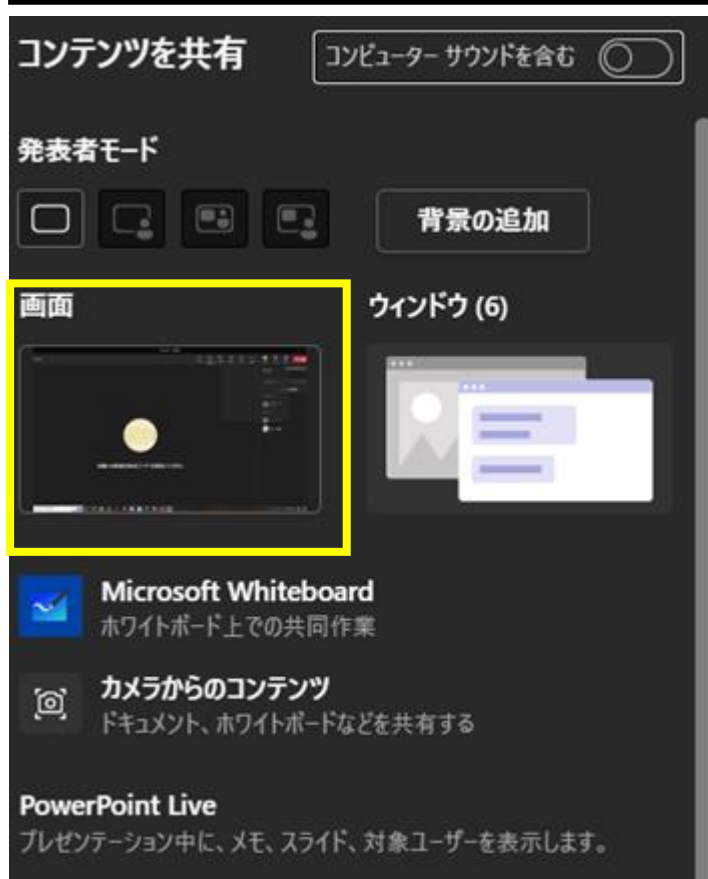 コンテンツを共有
コンピューター サウンドを含む
発表者モード
背景の追加
画面
ウィンドウ (6)
Microsoft Whiteboard
ホワイトボード上での共同作業
カメラからのコンテンツ
ドキュメント、ホワイトボードなどを共有する
PowerPoint Live
プレゼンテーション中に、メモ、スライド、対象ユーザーを表示します。